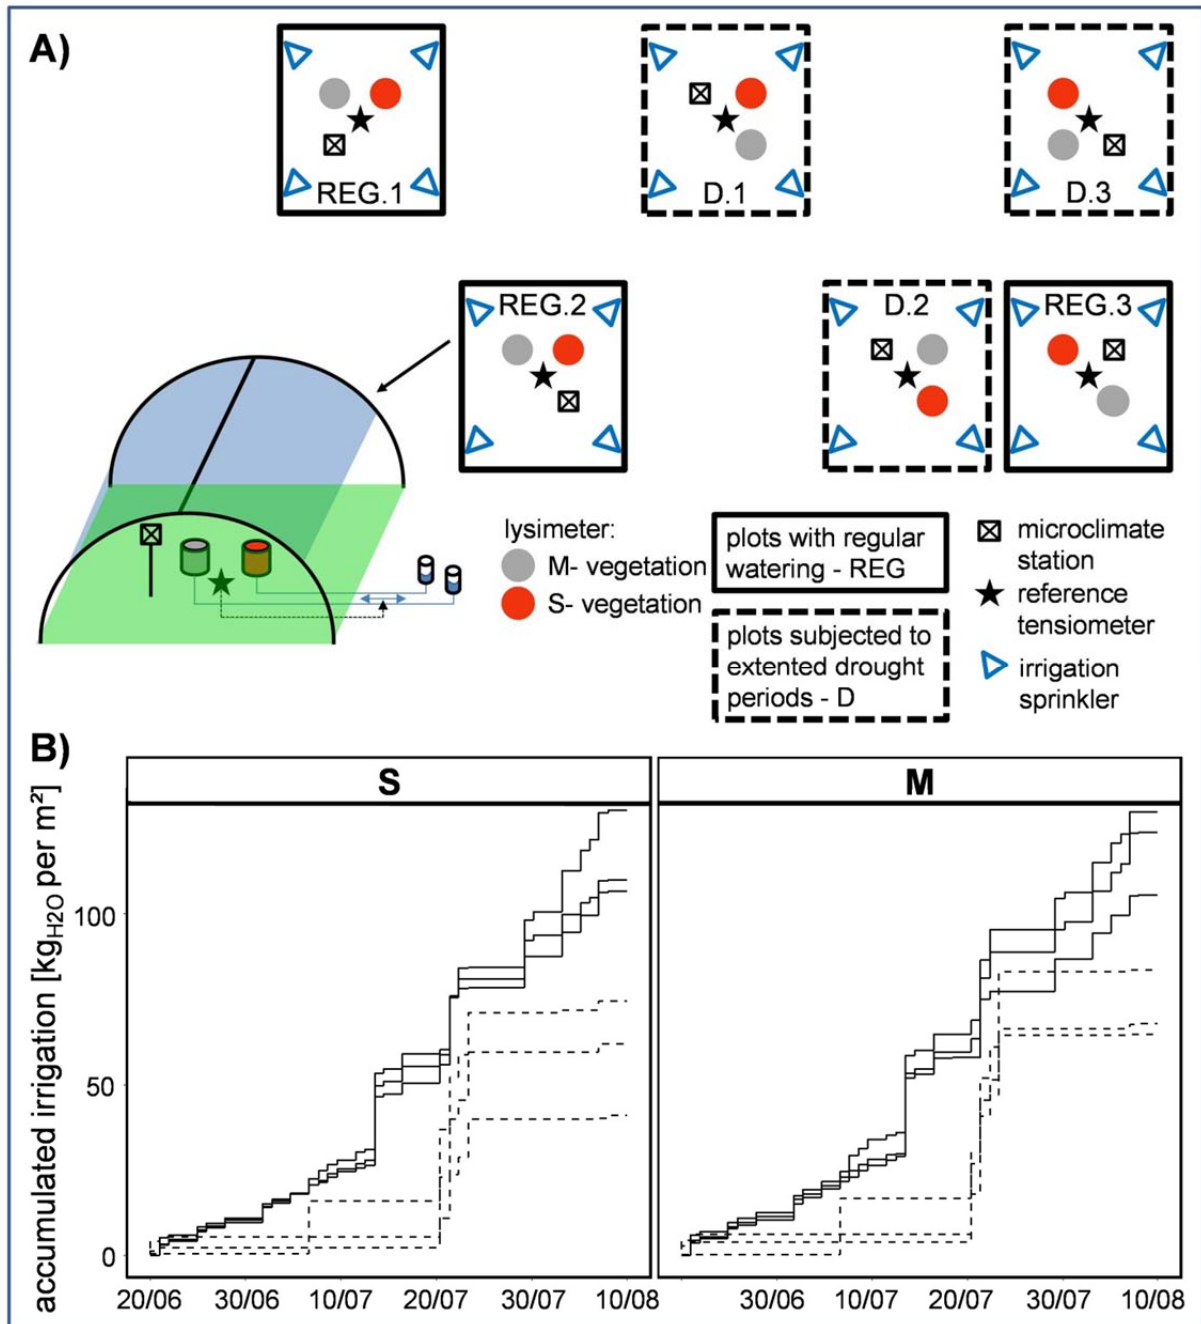 A)
REG.1
D.1
D.3
REG.2
D.2
REG.3
lysimeter:
M- vegetation
S- vegetation
plots with regular
watering - REG
plots subjected to
extented drought
periods - D
microclimate
station
reference
tensiometer
irrigation
sprinkler
B)
S
M
accumulated irrigation [kgH2O per m²]
100
50
0
20/06 30/06 10/07 20/07 30/07 10/08
30/06 10/07 20/07 30/07 10/08